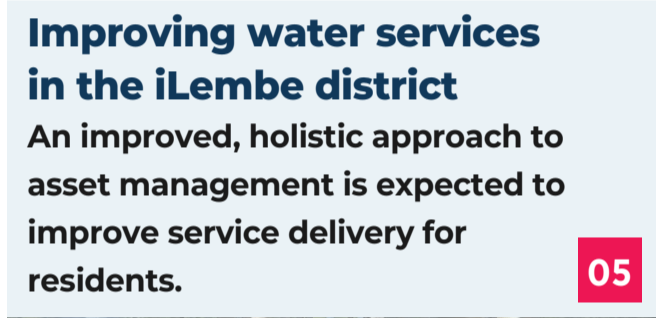 Improving water services
in the iLembe district
An improved, holistic approach to
asset management is expected to
improve service delivery for
residents.
05